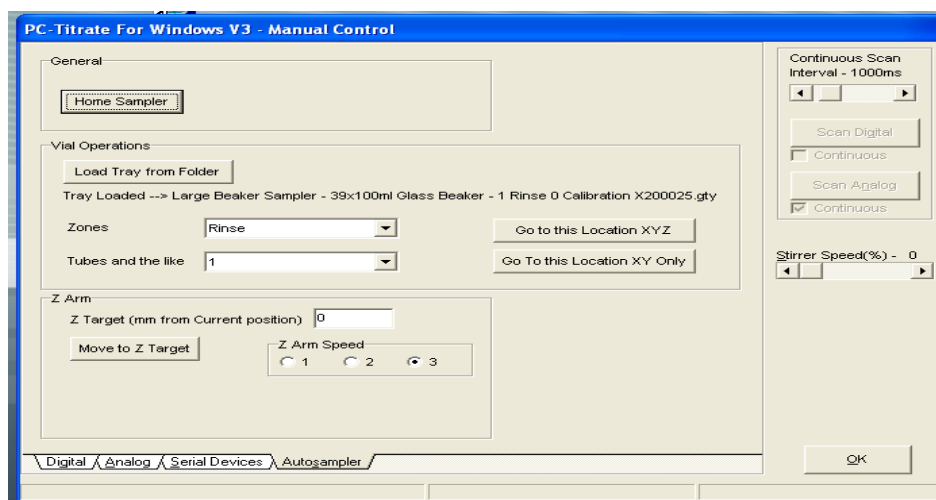 PC-Titrate For Windows V3 - Manual Control
General
Home Sampler
Vial Operations
Load Tray from Folder
Tray Loaded --> Large Beaker Sampler - 39x100ml Glass Beaker - 1 Rinse 0 Calibration X200025.gty
Zones
Rinse
Go to this Location XYZ
Tubes and the like
1
Go To this Location XY Only
Z Arm
Z Target (mm from Current position)
0
Move to Z Target
Z Arm Speed
1
2
3
Digital
Analog
Serial Devices
Autosampler
Continuous Scan
Interval - 1000ms
Scan Digital
Continuous
Scan Analog
Continuous
Stirrer Speed(%) - 0
OK